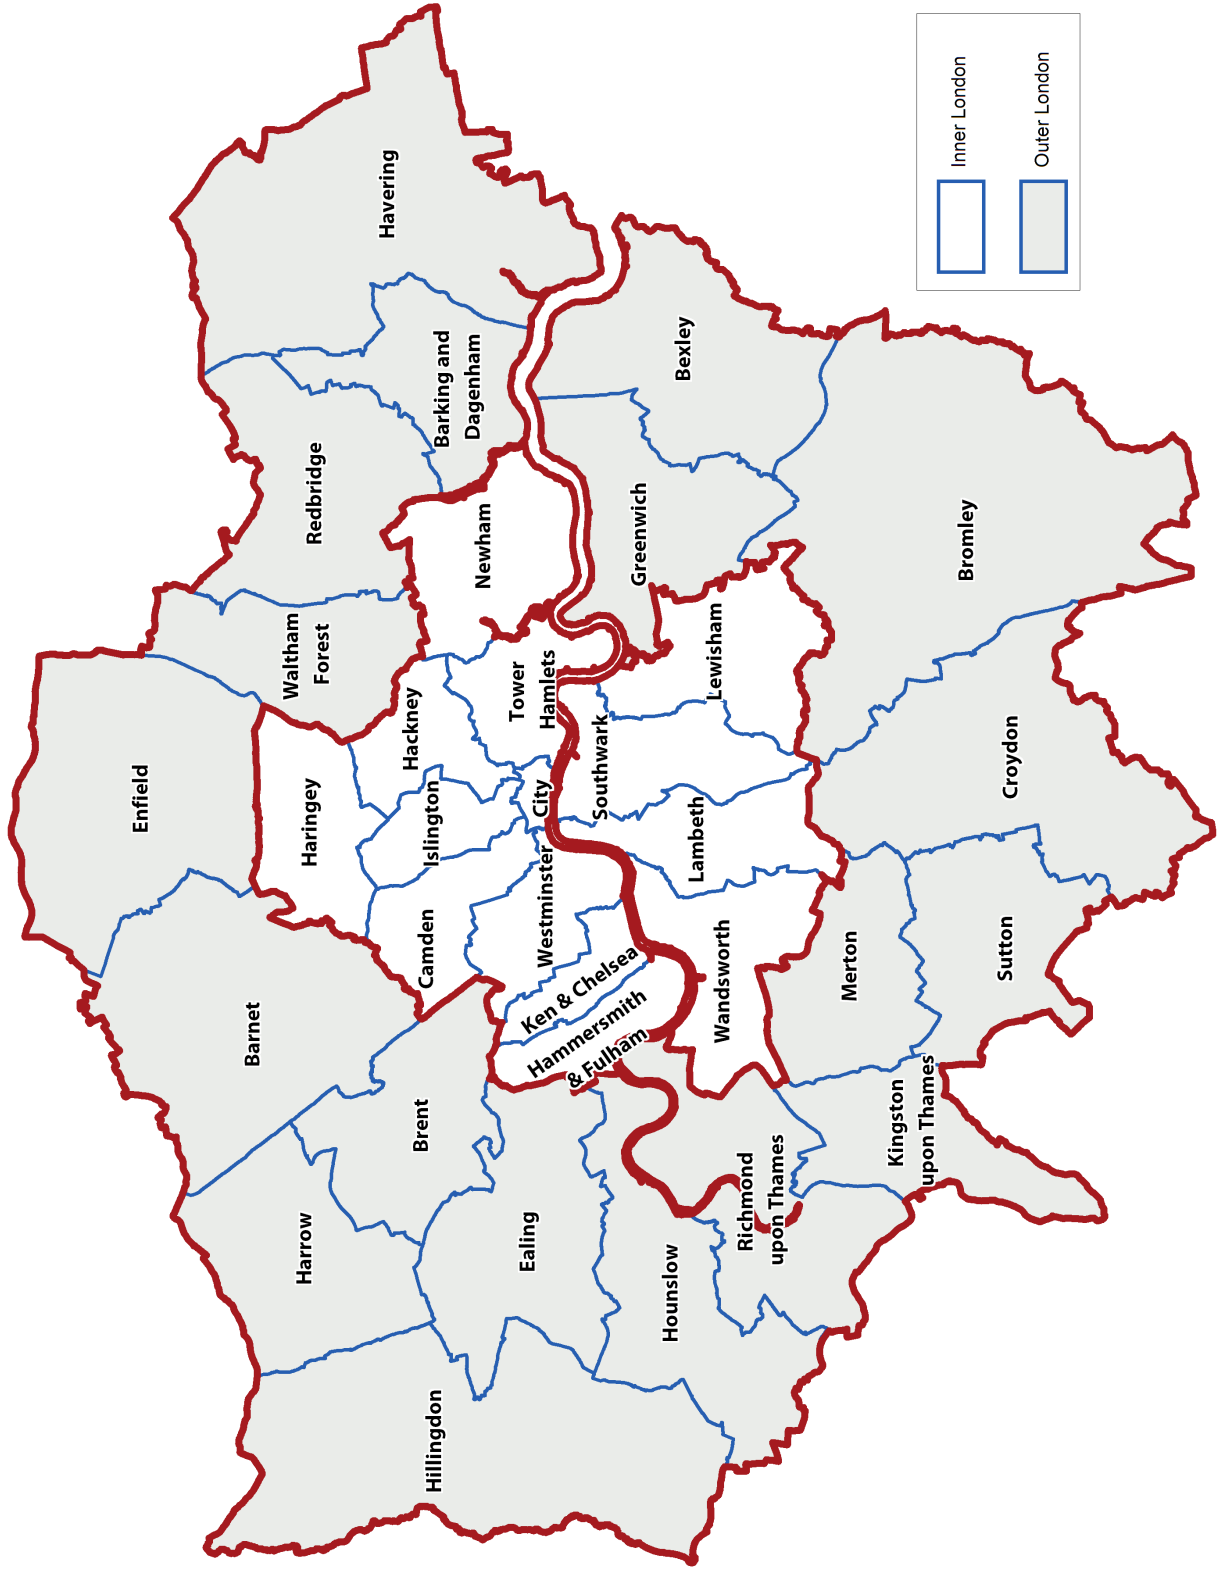 Enfield
Barnet
Haringey
Waltham
Forest
Redbridge
Havering
Harrow
Brent
Camden
Islington
Hackney
Barking and
Dagenham
Hillingdon
Ealing
Westminster
City
Tower
Hamlets
Newham
Ken & Chelsea
Hammersmith
& Fulham
Hounslow
Richmond
upon Thames
Wandsworth
Lambeth
Southwark
Lewisham
Greenwich
Bexley
Kingston
upon Thames
Merton
Sutton
Croydon
Bromley
Inner London
Outer London